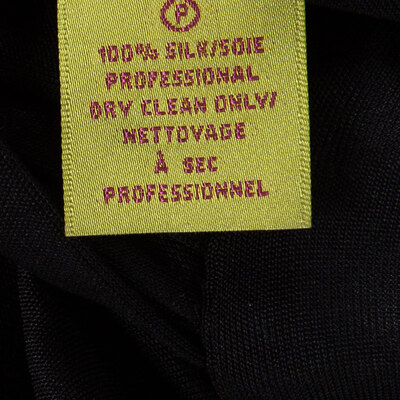 P
100% SILK/SOIE
PROFESSIONAL
DRY CLEAN ONLY/
NETTOYAGE
À SEC
PROFESSIONNEL